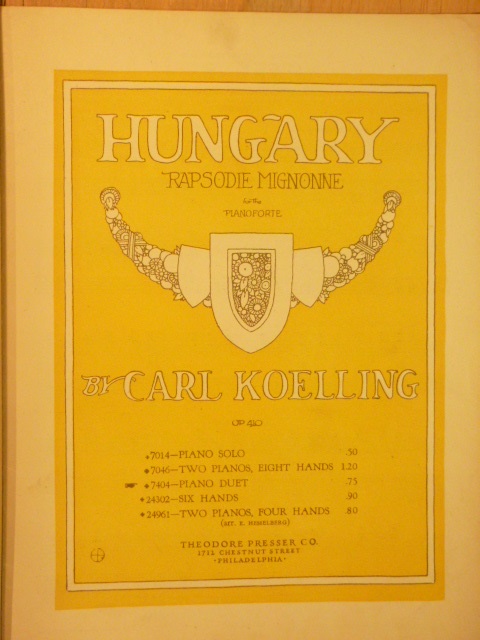 HUNGARY
RAPSODIE MIGNONNE
for the
PIANOFORTE
BY CARL KOELLING
OP. 410
7014—PIANO SOLO .50
7046—TWO PIANOS, EIGHT HANDS 1.20
7404—PIANO DUET .75
24302—SIX HANDS .90
24961—TWO PIANOS, FOUR HANDS .80
(ARR. E. HESSELBERG)
THEODORE PRESSER CO.
1712 CHESTNUT STREET
·PHILADELPHIA·